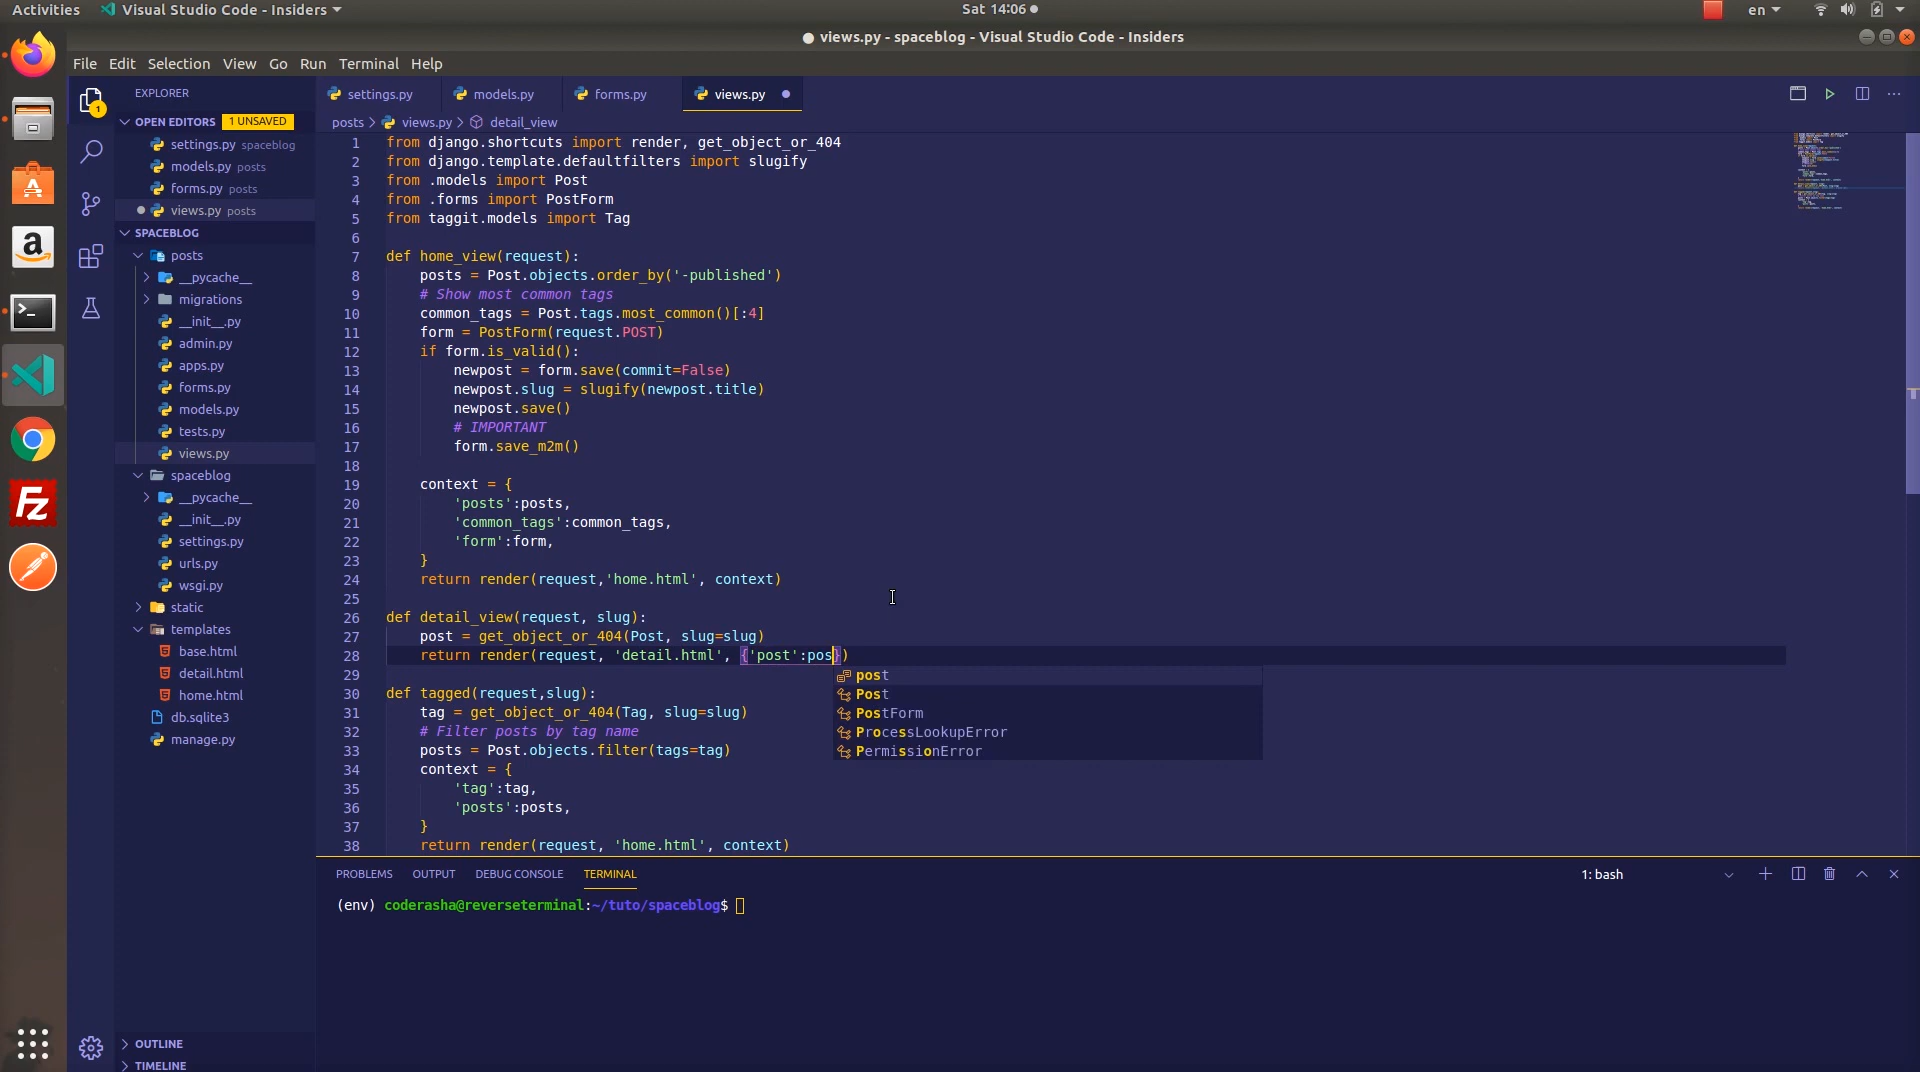 Activities Visual Studio Code - Insiders Sat 14:06 en
views.py - spaceblog - Visual Studio Code - Insiders
File Edit Selection View Go Run Terminal Help
EXPLORER
OPEN EDITORS 1 UNSAVED
settings.py spaceblog
models.py posts
forms.py posts
views.py posts
SPACEBLOG
posts
__pycache__
migrations
__init__.py
admin.py
apps.py
forms.py
models.py
tests.py
views.py
spaceblog
__pycache__
__init__.py
settings.py
urls.py
wsgi.py
static
templates
base.html
detail.html
home.html
db.sqlite3
manage.py
OUTLINE
TIMELINE
settings.py models.py forms.py views.py
posts > views.py > detail_view
1 from django.shortcuts import render, get_object_or_404
2 from django.template.defaultfilters import slugify
3 from .models import Post
4 from .forms import PostForm
5 from taggit.models import Tag
6
7 def home_view(request):
8     posts = Post.objects.order_by('-published')
9     # Show most common tags
10     common_tags = Post.tags.most_common()[:4]
11     form = PostForm(request.POST)
12     if form.is_valid():
13         newpost = form.save(commit=False)
14         newpost.slug = slugify(newpost.title)
15         newpost.save()
16         # IMPORTANT
17         form.save_m2m()
18
19     context = {
20         'posts':posts,
21         'common_tags':common_tags,
22         'form':form,
23     }
24     return render(request,'home.html', context)
25
26 def detail_view(request, slug):
27     post = get_object_or_404(Post, slug=slug)
28     return render(request, 'detail.html', {'post':pos})
29
30 def tagged(request,slug):
31     tag = get_object_or_404(Tag, slug=slug)
32     # Filter posts by tag name
33     posts = Post.objects.filter(tags=tag)
34     context = {
35         'tag':tag,
36         'posts':posts,
37     }
38     return render(request, 'home.html', context)
post
Post
PostForm
ProcessLookupError
PermissionError
PROBLEMS OUTPUT DEBUG CONSOLE TERMINAL 1: bash
(env) coderasha@reverseterminal:~/tuto/spaceblog$